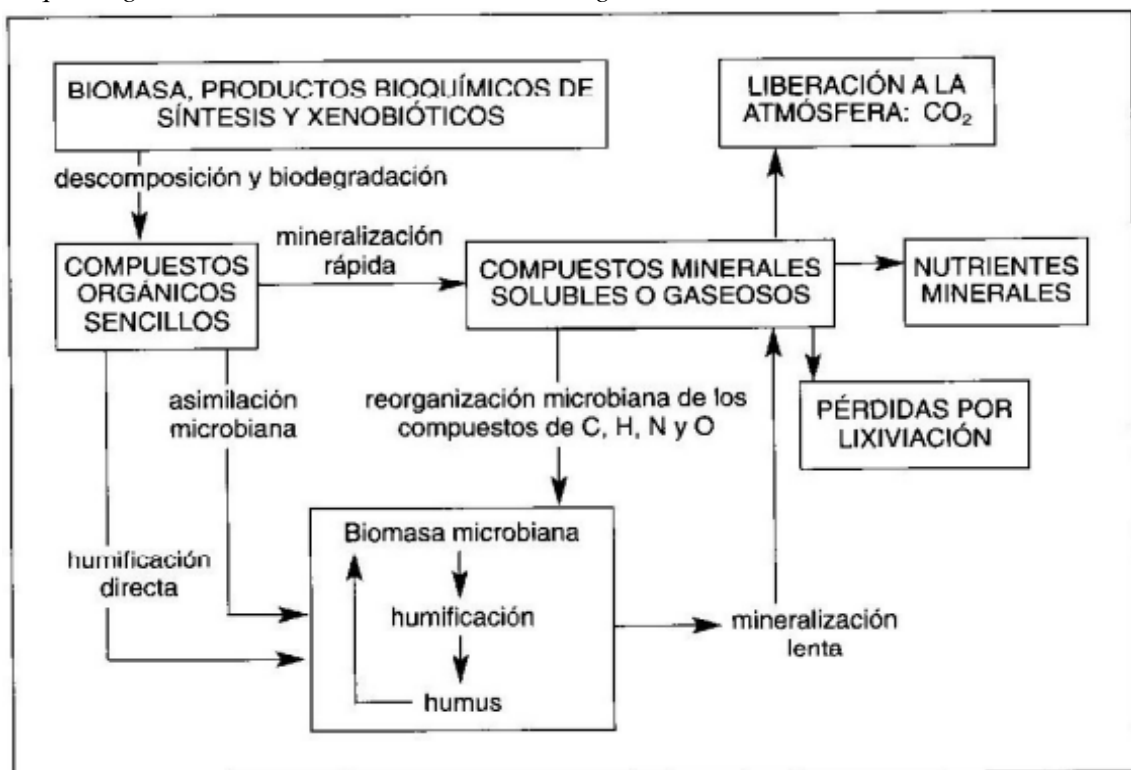 BIOMASA, PRODUCTOS BIOQUÍMICOS DE
SÍNTESIS Y XENOBIÓTICOS
LIBERACIÓN A LA
ATMÓSFERA: CO₂
descomposición y biodegradación
mineralización
rápida
COMPUESTOS
ORGÁNICOS
SENCILLOS
COMPUESTOS MINERALES
SOLUBLES O GASEOSOS
NUTRIENTES
MINERALES
asimilación
microbiana
reorganización microbiana de los
compuestos de C, H, N y O
PÉRDIDAS POR
LIXIVIACIÓN
humificación
directa
Biomasa microbiana
humificación
humus
mineralización
lenta